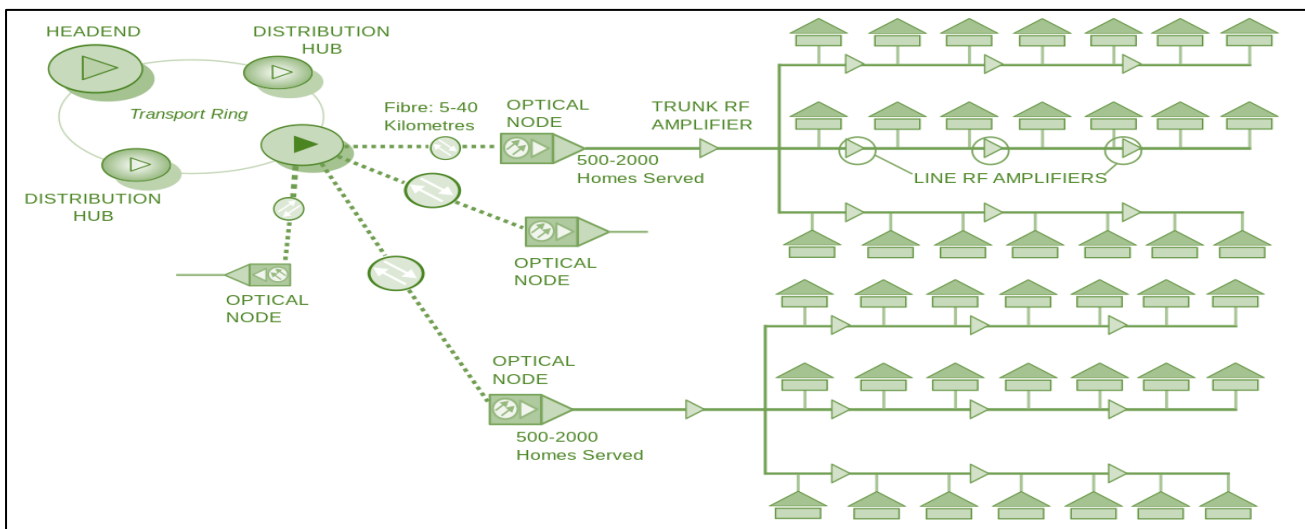 HEADEND
DISTRIBUTION
HUB
Transport Ring
DISTRIBUTION
HUB
Fibre: 5-40
Kilometres
OPTICAL
NODE
500-2000
Homes Served
TRUNK RF
AMPLIFIER
LINE RF AMPLIFIERS
OPTICAL
NODE
OPTICAL
NODE
OPTICAL
NODE
500-2000
Homes Served